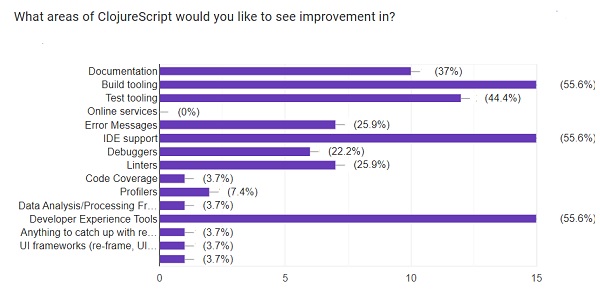 What areas of ClojureScript would you like to see improvement in?
Documentation (37%)
Build tooling (55.6%)
Test tooling (44.4%)
Online services (0%)
Error Messages (25.9%)
IDE support (55.6%)
Debuggers (22.2%)
Linters (25.9%)
Code Coverage (3.7%)
Profilers (7.4%)
Data Analysis/Processing Fr... (3.7%)
Developer Experience Tools (55.6%)
Anything to catch up with re... (3.7%)
UI frameworks (re-frame, UI... (3.7%)
(3.7%)
0 5 10 15